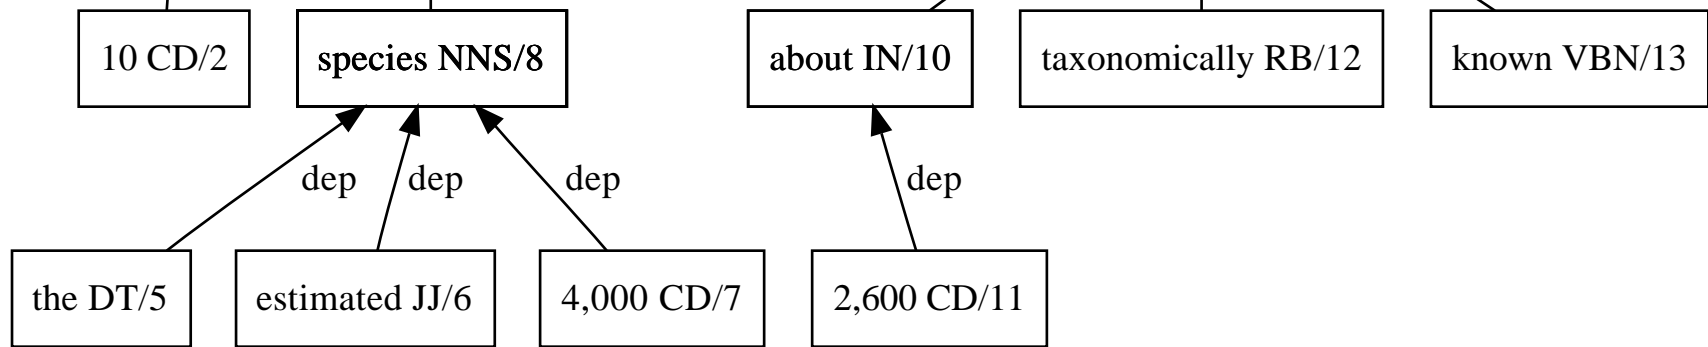 10 CD/2 species NNS/8 about IN/10 taxonomically RB/12 known VBN/13
dep dep dep dep
the DT/5 estimated JJ/6 4,000 CD/7 2,600 CD/11